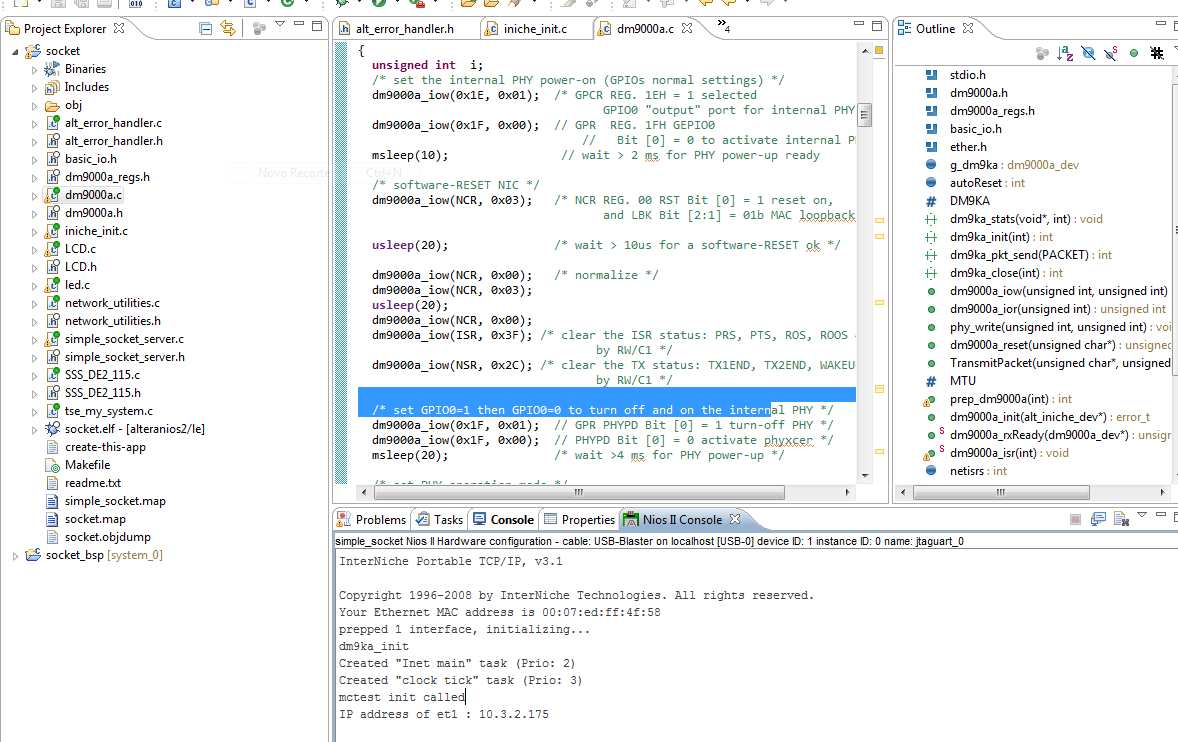 Project Explorer
socket
Binaries
Includes
obj
alt_error_handler.c
alt_error_handler.h
basic_io.h
dm9000a_regs.h
dm9000a.c
dm9000a.h
iniche_init.c
LCD.c
LCD.h
led.c
network_utilities.c
network_utilities.h
simple_socket_server.c
simple_socket_server.h
SSS_DE2_115.c
SSS_DE2_115.h
tse_my_system.c
socket.elf - [alteranios2/le]
create-this-app
Makefile
readme.txt
simple_socket.map
socket.map
socket.objdump
socket_bsp [system_0]
Novo Recorte Ctrl+N
alt_error_handler.h iniche_init.c dm9000a.c 4
{
unsigned int i;
/* set the internal PHY power-on (GPIOs normal settings) */
dm9000a_iow(0x1E, 0x01); /* GPCR REG. 1EH = 1 selected
GPIO0 "output" port for internal PHY
dm9000a_iow(0x1F, 0x00); // GPR REG. 1FH GEPIO0
// Bit [0] = 0 to activate internal P
msleep(10); // wait > 2 ms for PHY power-up ready
/* software-RESET NIC */
dm9000a_iow(NCR, 0x03); /* NCR REG. 00 RST Bit [0] = 1 reset on,
and LBK Bit [2:1] = 01b MAC loopback
usleep(20); /* wait > 10us for a software-RESET ok */
dm9000a_iow(NCR, 0x00); /* normalize */
dm9000a_iow(NCR, 0x03);
usleep(20);
dm9000a_iow(NCR, 0x00);
dm9000a_iow(ISR, 0x3F); /* clear the ISR status: PRS, PTS, ROS, ROOS
by RW/C1 */
dm9000a_iow(NSR, 0x2C); /* clear the TX status: TX1END, TX2END, WAKEU
by RW/C1 */
/* set GPIO0=1 then GPIO0=0 to turn off and on the internal PHY */
dm9000a_iow(0x1F, 0x01); // GPR PHYPD Bit [0] = 1 turn-off PHY */
dm9000a_iow(0x1F, 0x00); // PHYPD Bit [0] = 0 activate phyxcer */
msleep(20); /* wait >4 ms for PHY power-up */
/* set PHY operation mode */
Outline
stdio.h
dm9000a.h
dm9000a_regs.h
basic_io.h
ether.h
g_dm9ka : dm9000a_dev
autoReset : int
DM9KA
dm9ka_stats(void*, int) : void
dm9ka_init(int) : int
dm9ka_pkt_send(PACKET) : int
dm9ka_close(int) : int
dm9000a_iow(unsigned int, unsigned int)
dm9000a_ior(unsigned int) : unsigned int
phy_write(unsigned int, unsigned int) : voi
dm9000a_reset(unsigned char*) : unsigned
TransmitPacket(unsigned char*, unsigned
MTU
prep_dm9000a(int) : int
dm9000a_init(alt_iniche_dev*) : error_t
dm9000a_rxReady(dm9000a_dev*) : unsign
dm9000a_isr(int) : void
netisrs : int
Problems Tasks Console Properties Nios II Console
simple_socket Nios II Hardware configuration - cable: USB-Blaster on localhost [USB-0] device ID: 1 instance ID: 0 name: jtaguart_0
InterNiche Portable TCP/IP, v3.1
Copyright 1996-2008 by InterNiche Technologies. All rights reserved.
Your Ethernet MAC address is 00:07:ed:ff:4f:58
prepped 1 interface, initializing...
dm9ka_init
Created "Inet main" task (Prio: 2)
Created "clock tick" task (Prio: 3)
mctest init called
IP address of et1 : 10.3.2.175